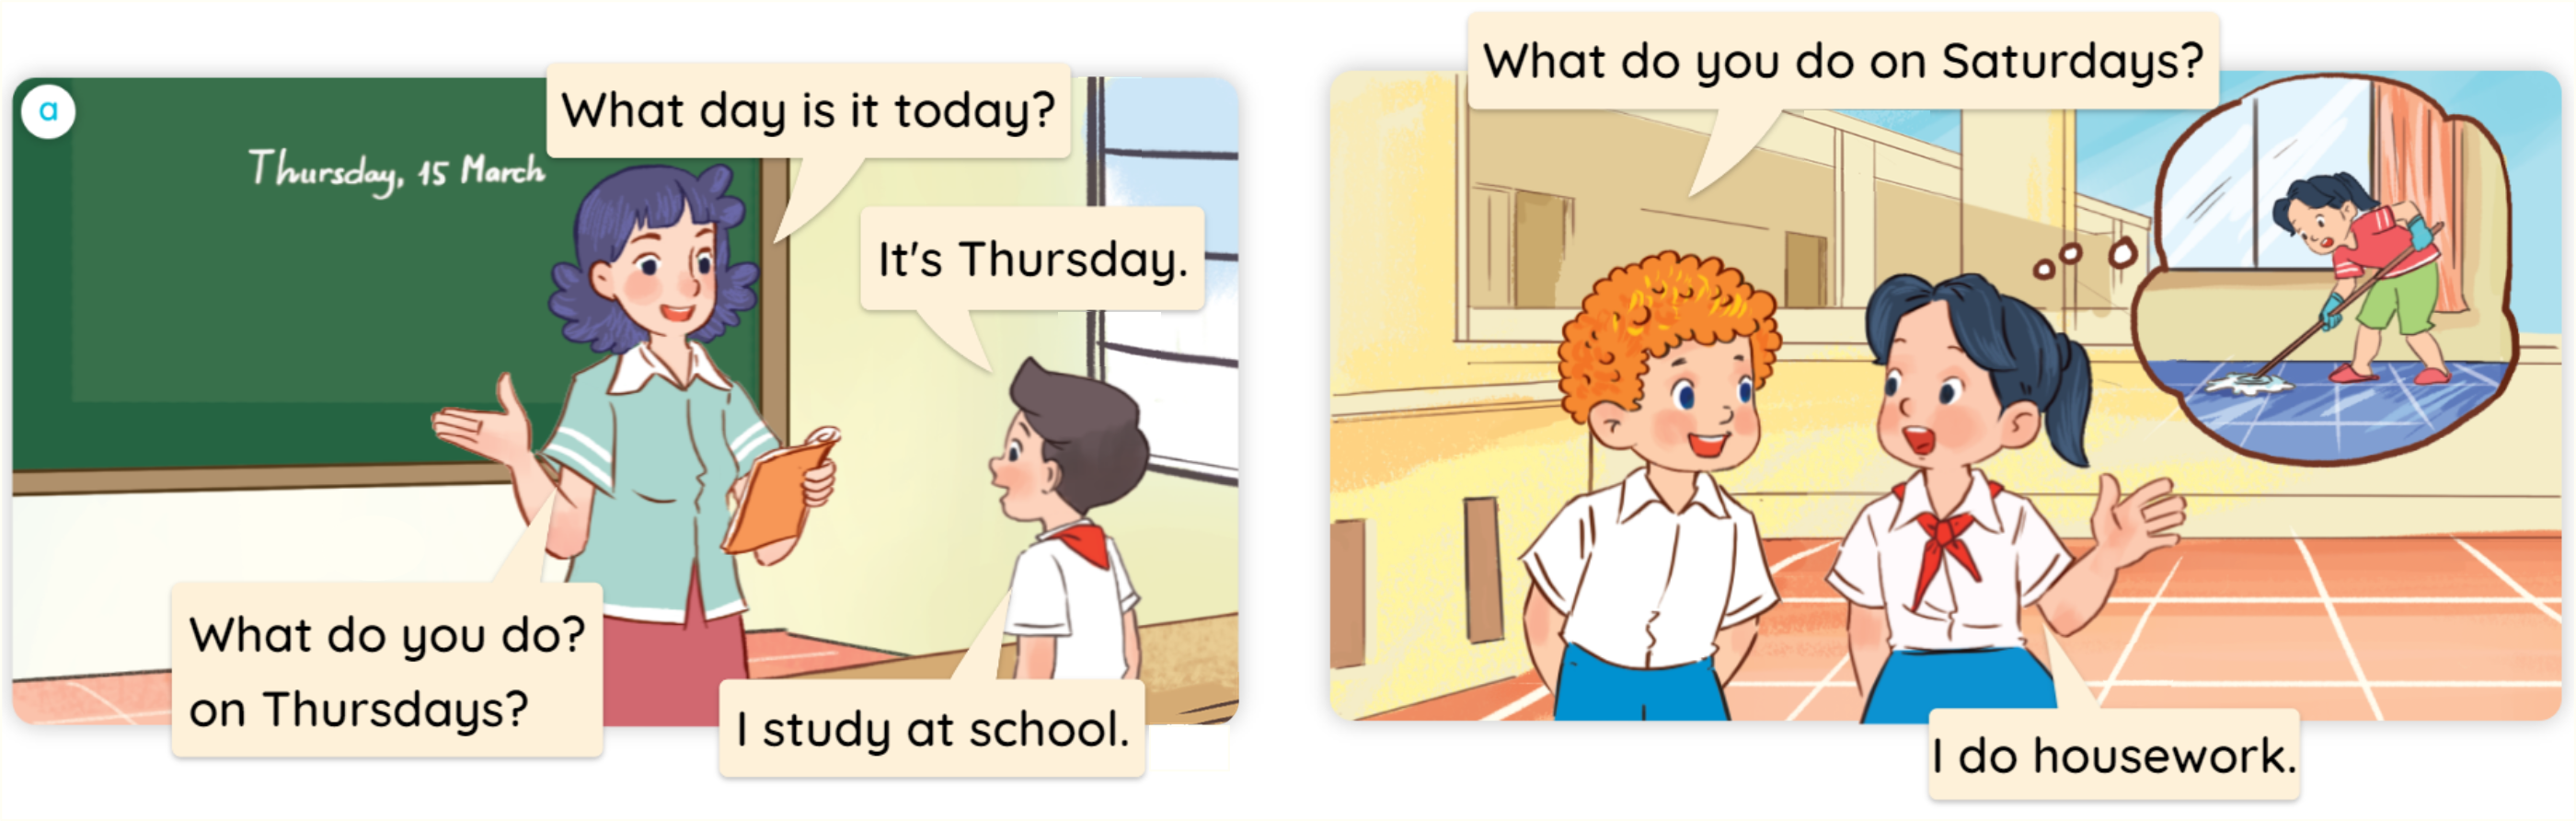 a
Thursday, 15 March
What day is it today?
It's Thursday.
What do you do?
on Thursdays?
I study at school.
What do you do on Saturdays?
I do housework.